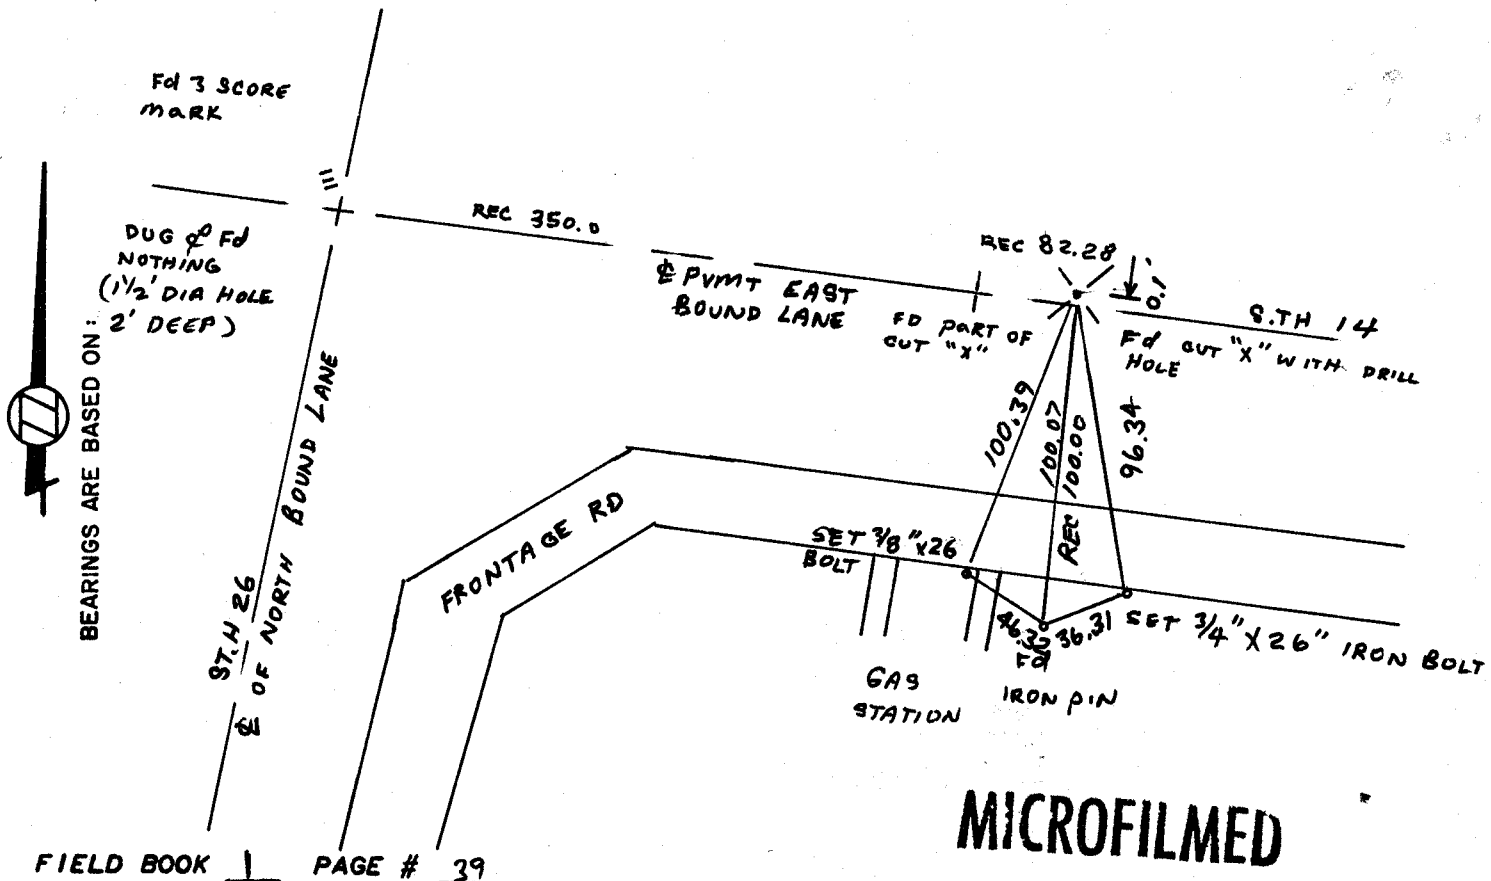 Fd 3 SCORE
MARK
DUG & Fd
NOTHING
(1½' DIA HOLE
2' DEEP)
BEARINGS ARE BASED ON:
REC 350.0
℄ PVMT EAST
BOUND LANE
REC 82.28
0.1'
S.TH 14
FD PART OF
CUT "X"
Fd CUT "X" WITH DRILL
HOLE
100.39
100.07
REC 100.00
96.34
FRONTAGE RD
SET 3/8"x26
BOLT
46.32
36.31
SET 3/4"X26" IRON BOLT
Fd
IRON PIN
GAS
STATION
ST.H 26
℄ OF NORTH BOUND LANE
MICROFILMED
FIELD BOOK 1 PAGE # 39